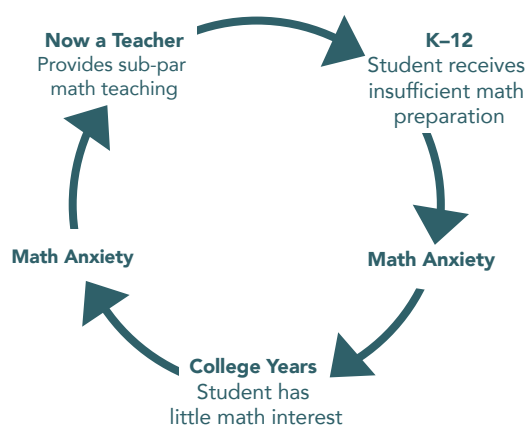 Now a Teacher
Provides sub-par
math teaching
K–12
Student receives
insufficient math
preparation
Math Anxiety
College Years
Student has
little math interest
Math Anxiety